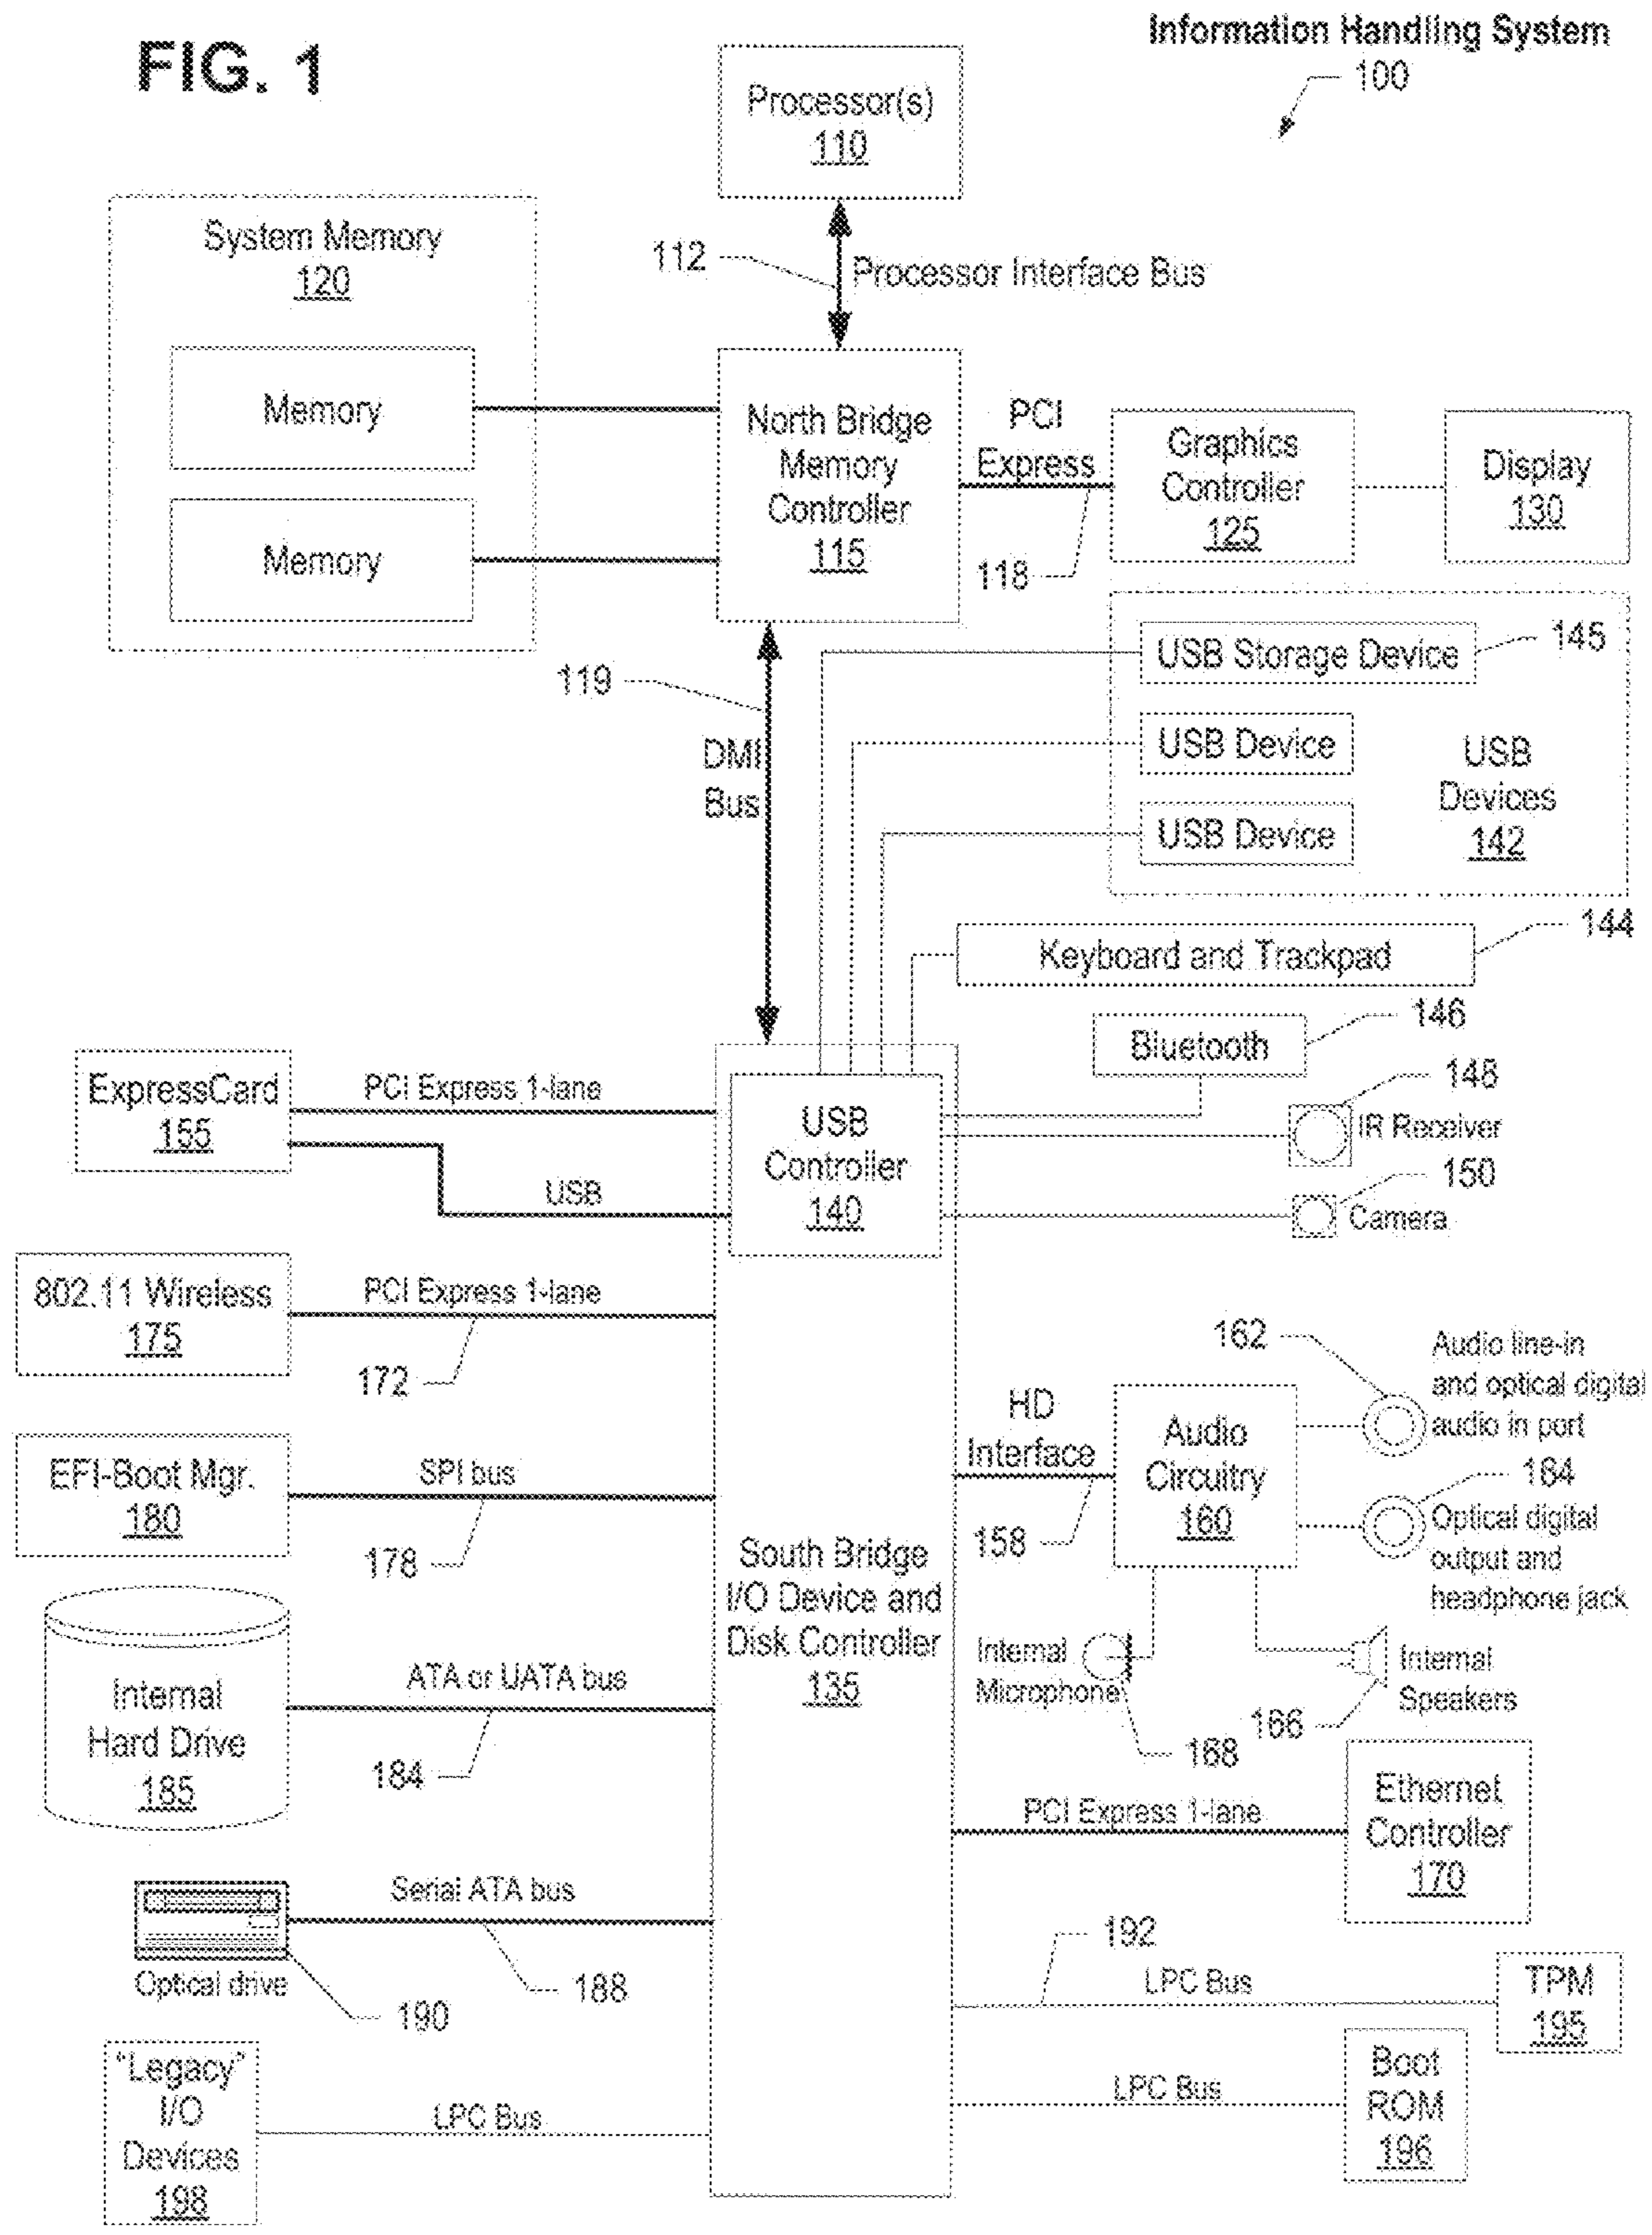 FIG. 1
Information Handling System
100
Processor(s)
110
System Memory
120
112
Processor Interface Bus
Memory
Memory
North Bridge
Memory
Controller
115
PCI
Express
118
Graphics
Controller
125
Display
130
119
DMI
Bus
USB Storage Device
145
USB Device
USB Device
USB
Devices
142
Keyboard and Trackpad
144
Bluetooth
146
148
IR Receiver
150
Camera
ExpressCard
155
PCI Express 1-lane
USB
USB
Controller
140
802.11 Wireless
175
PCI Express 1-lane
172
EFI-Boot Mgr.
180
SPI bus
178
HD
Interface
158
Audio
Circuitry
160
162
Audio line-in
and optical digital
audio in port
164
Optical digital
output and
headphone jack
South Bridge
I/O Device and
Disk Controller
135
Internal
Microphone
168
166
Internal
Speakers
Internal
Hard Drive
185
ATA or UATA bus
184
PCI Express 1-lane
Ethernet
Controller
170
Serial ATA bus
188
Optical drive
190
192
LPC Bus
TPM
195
"Legacy"
I/O
Devices
198
LPC Bus
LPC Bus
Boot
ROM
196